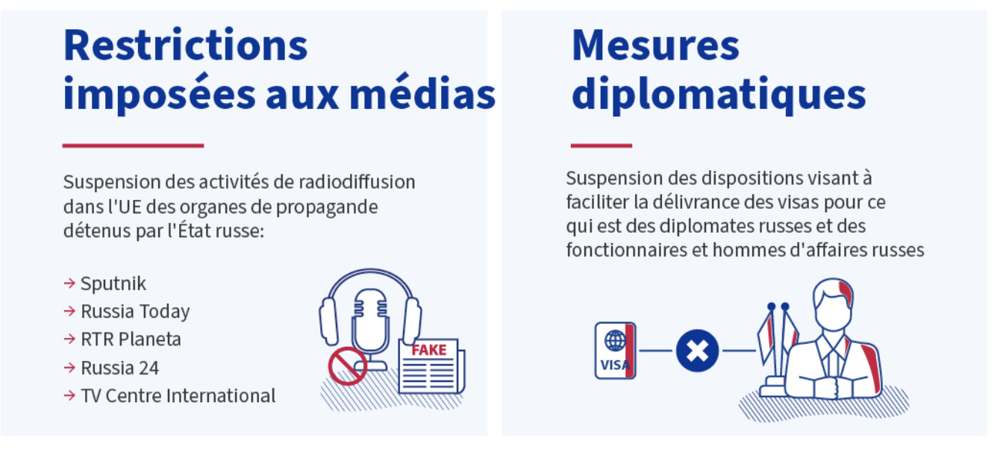 Restrictions
imposées aux médias
Suspension des activités de radiodiffusion
dans l'UE des organes de propagande
détenus par l'État russe:
→ Sputnik
→ Russia Today
→ RTR Planeta
→ Russia 24
→ TV Centre International
FAKE
Mesures
diplomatiques
Suspension des dispositions visant à
faciliter la délivrance des visas pour ce
qui est des diplomates russes et des
fonctionnaires et hommes d'affaires russes
VISA